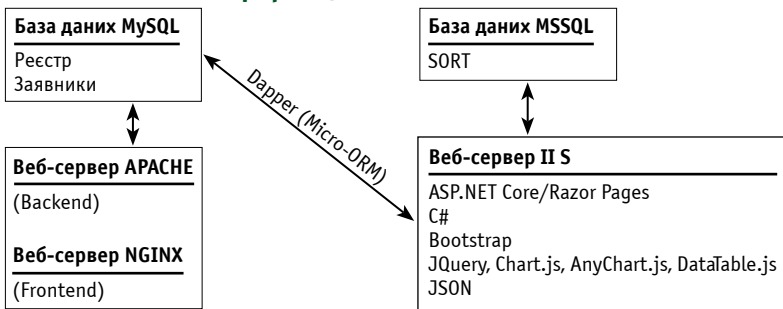 База даних MySQL
Реєстр
Заявники
База даних MSSQL
SORT
Dapper (Micro-ORM)
Веб-сервер APACHE
(Backend)
Веб-сервер NGINX
(Frontend)
Веб-сервер II S
ASP.NET Core/Razor Pages
C#
Bootstrap
JQuery, Chart.js, AnyChart.js, DataTable.js
JSON